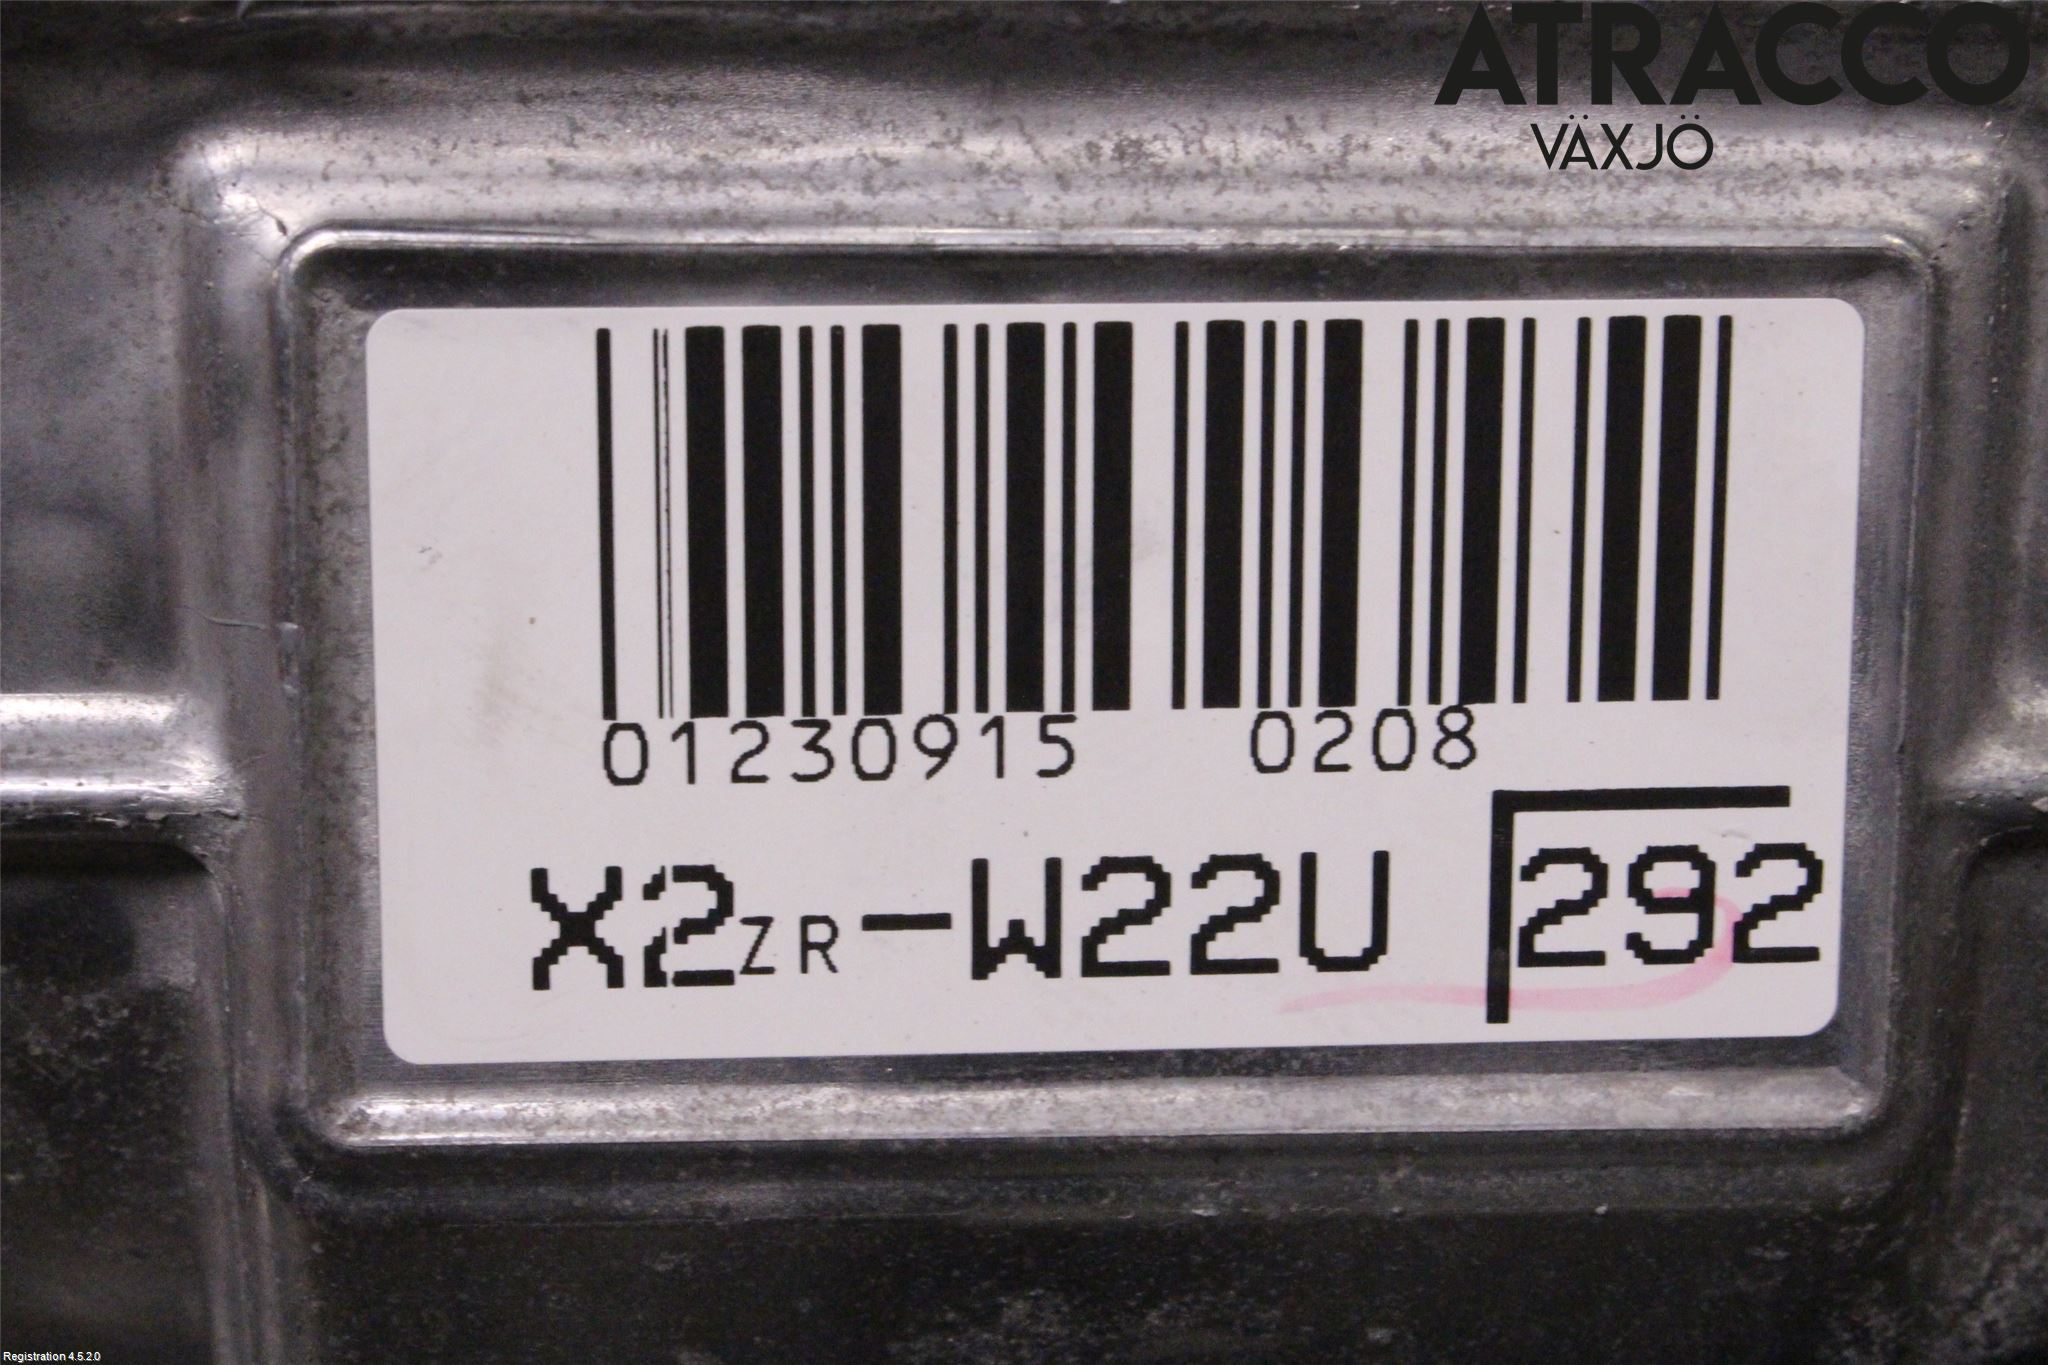 ATRACCO
VÄXJÖ
01230915 0208
X2ZR-W22U 292
Registration 4.5.2.0